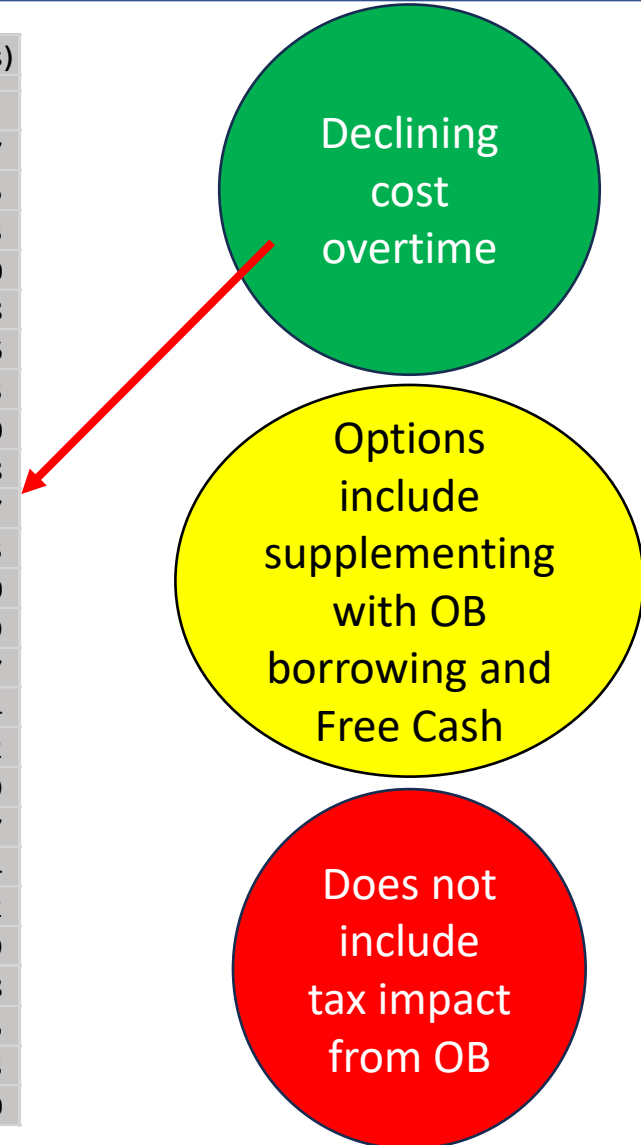 s)
Declining
cost
overtime
Options
include
supplementing
with OB
borrowing and
Free Cash
Does not
include
tax impact
from OB